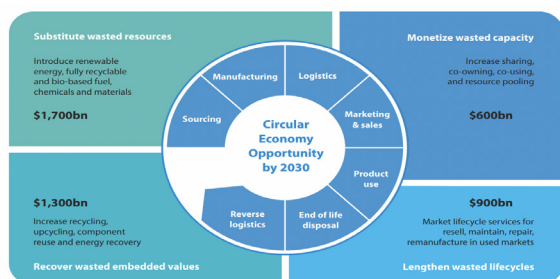 Substitute wasted resources
Introduce renewable
energy, fully recyclable
and bio-based fuel,
chemicals and materials
$1,700bn
Monetize wasted capacity
Increase sharing,
co-owning, co-using,
and resource pooling
$600bn
Manufacturing
Logistics
Sourcing
Marketing
& sales
Circular
Economy
Opportunity
by 2030
Product
use
Reverse
logistics
End of life
disposal
$1,300bn
Increase recycling,
upcycling, component
reuse and energy recovery
Recover wasted embedded values
$900bn
Market lifecycle services for
resell, maintain, repair,
remanufacture in used markets
Lengthen wasted lifecycles